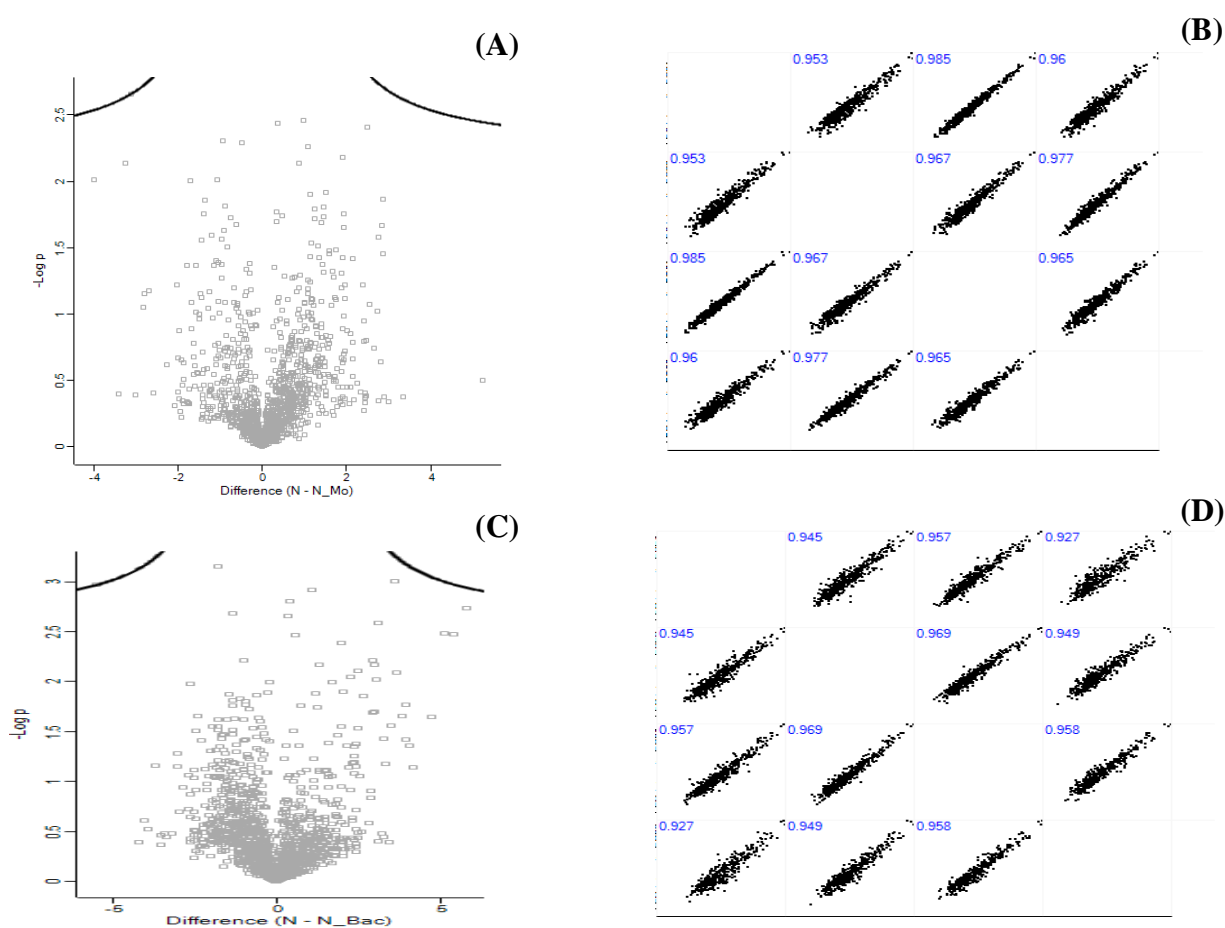 (A)
2.5
2
1.5
1
0.5
0
-Log p
-4 -2 0 2 4
Difference (N - N_Mo)
(B)
0.953 0.985 0.96
0.953 0.967 0.977
0.985 0.967 0.965
0.96 0.977 0.965
(C)
3
2.5
2
1.5
1
0.5
0
-Log p
-5 0 5
Difference (N - N_Bac)
(D)
0.945 0.957 0.927
0.945 0.969 0.949
0.957 0.969 0.958
0.927 0.949 0.958